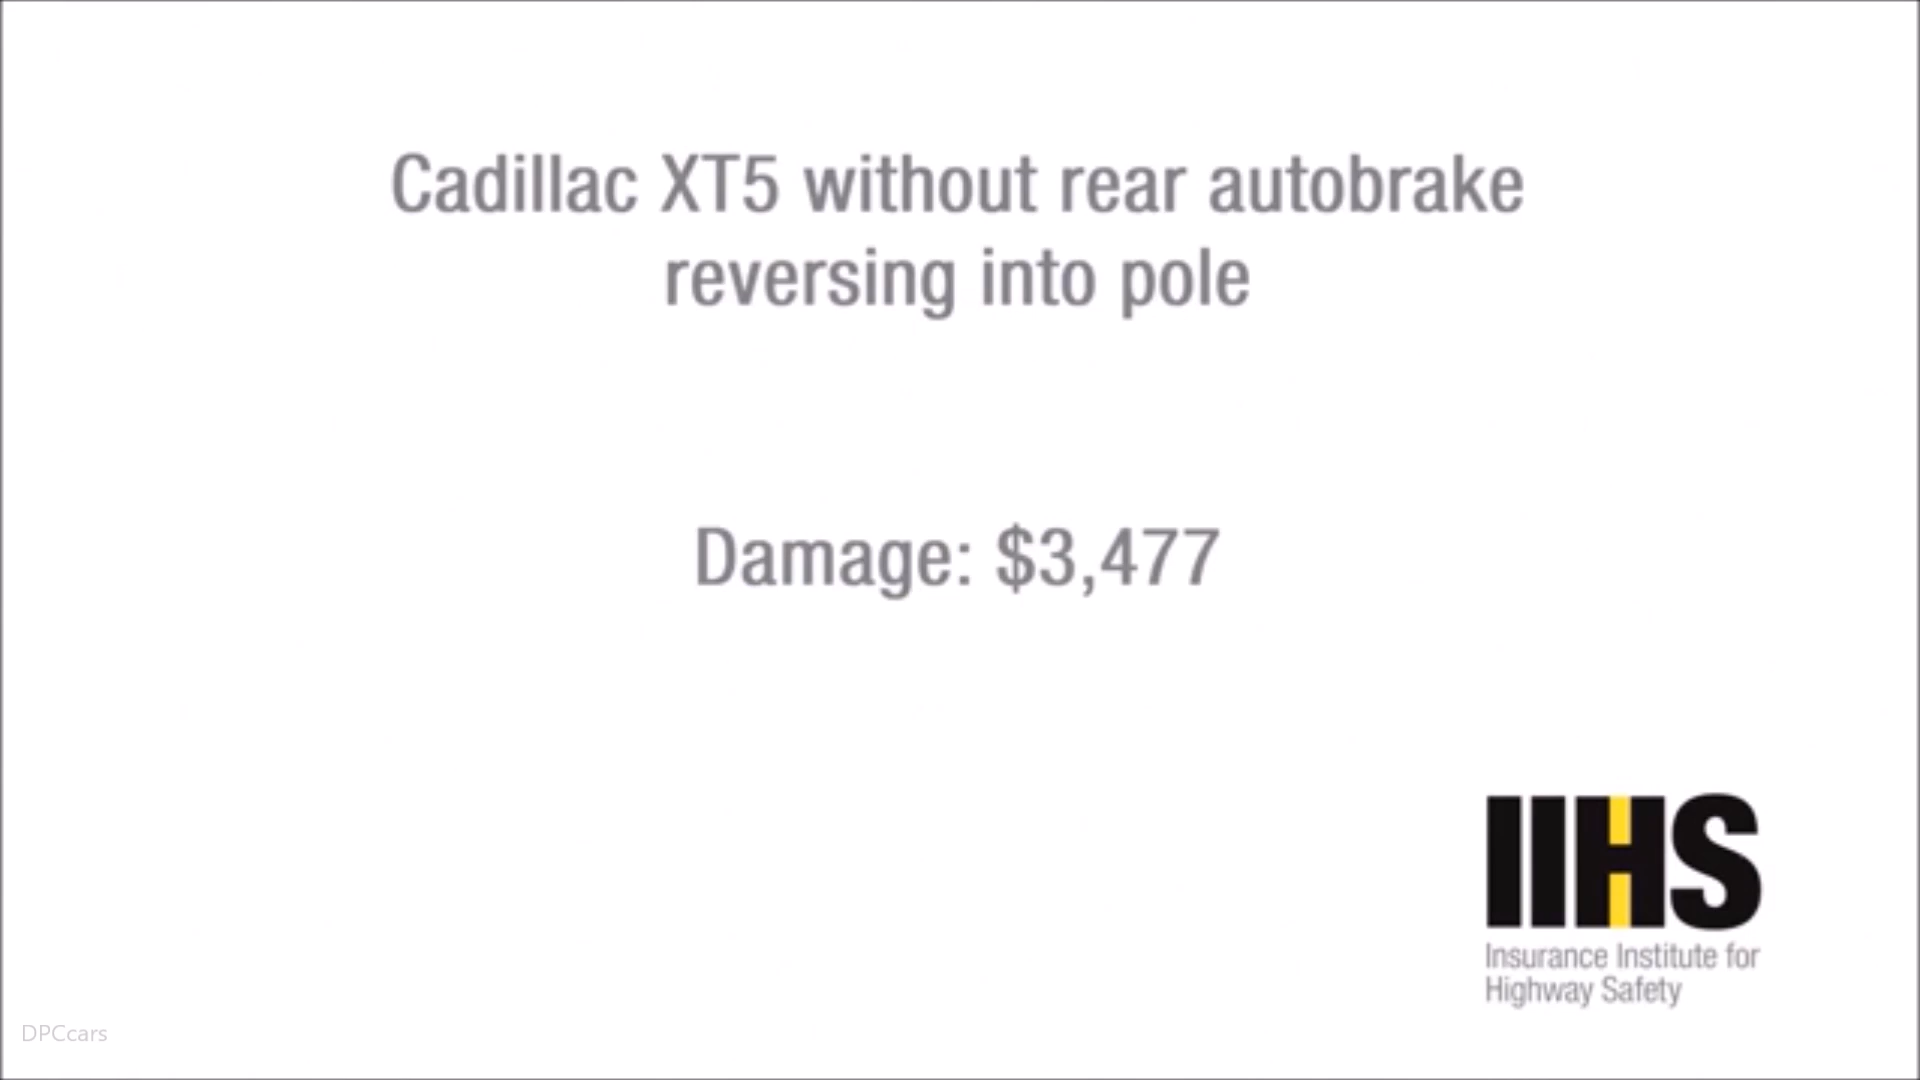 Cadillac XT5 without rear autobrake
reversing into pole
Damage: $3,477
IIHS
Insurance Institute for
Highway Safety
DPCcars